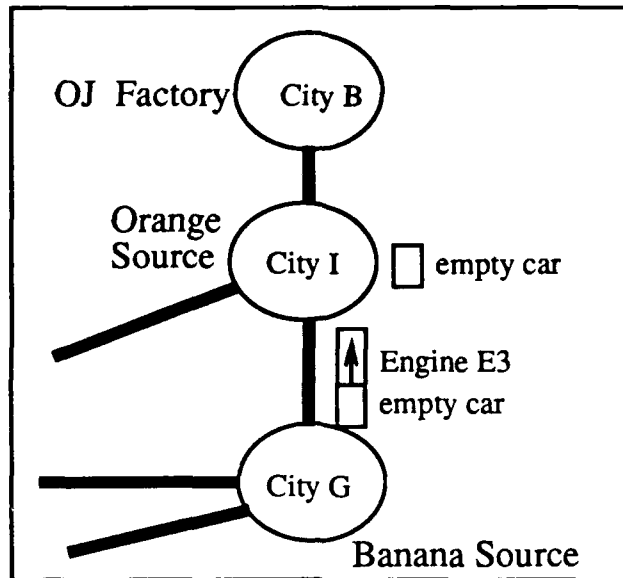 OJ Factory
City B
Orange
Source
City I
empty car
Engine E3
empty car
City G
Banana Source